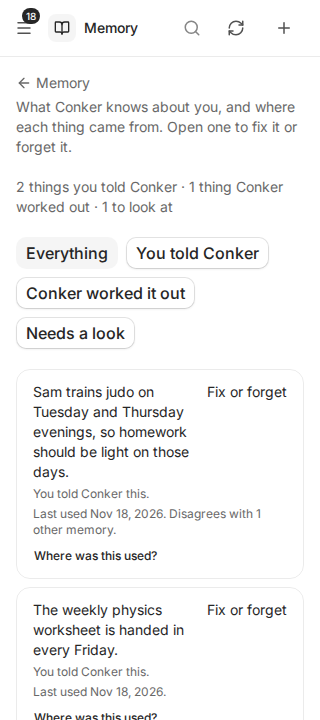 18
Memory
Memory
What Conker knows about you, and where
each thing came from. Open one to fix it or
forget it.
2 things you told Conker · 1 thing Conker
worked out · 1 to look at
Everything
You told Conker
Conker worked it out
Needs a look
Sam trains judo on
Tuesday and Thursday
evenings, so homework
should be light on those
days.
Fix or forget
You told Conker this.
Last used Nov 18, 2026. Disagrees with 1
other memory.
Where was this used?
The weekly physics
worksheet is handed in
every Friday.
Fix or forget
You told Conker this.
Last used Nov 18, 2026.
Where was this used?